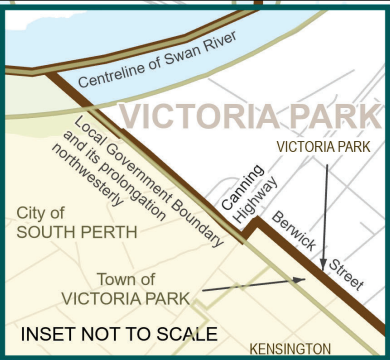 Centreline of Swan River
VICTORIA PARK
VICTORIA PARK
Local Government Boundary
and its prolongation
northwesterly
Canning
Highway
Berwick Street
City of
SOUTH PERTH
Town of
VICTORIA PARK
INSET NOT TO SCALE
KENSINGTON